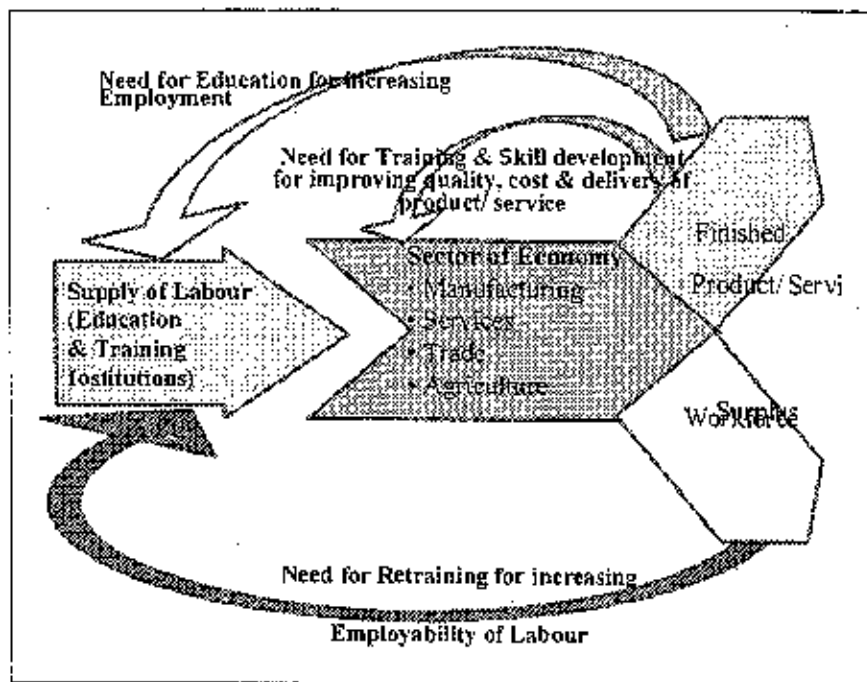 Need for Education for increasing
Employment
Need for Training & Skill development
for improving quality, cost & delivery of
product/ service
Sector of Economy
• Manufacturing
• Services
• Trade
• Agriculture
Supply of Labour
(Education
& Training
Iostitutions)
Finished
Product/ Servi
Surplus
Workforce
Need for Retraining for increasing
Employability of Labour